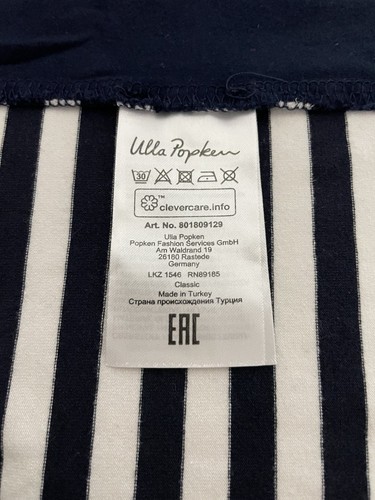 Ulla Popken
30
™
clevercare.info
Art. No. 801809129
Ulla Popken
Popken Fashion Services GmbH
Am Waldrand 19
26180 Rastede
Germany
LKZ 1546 RN89185
Classic
Made in Turkey
Страна происхождения Турция
EAC